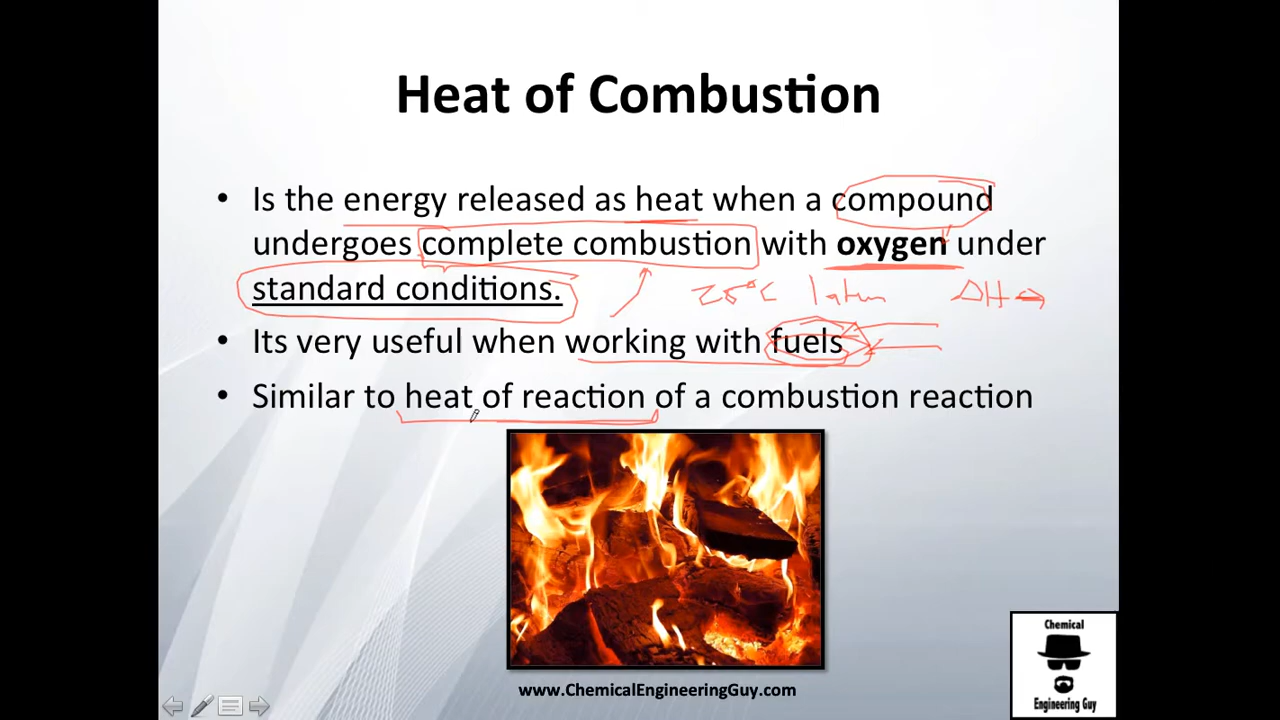 Heat of Combustion
• Is the energy released as heat when a compound
undergoes complete combustion with oxygen under
standard conditions.
25°C 1atm ΔH
• Its very useful when working with fuels
• Similar to heat of reaction of a combustion reaction
Chemical
Engineering Guy
www.ChemicalEngineeringGuy.com